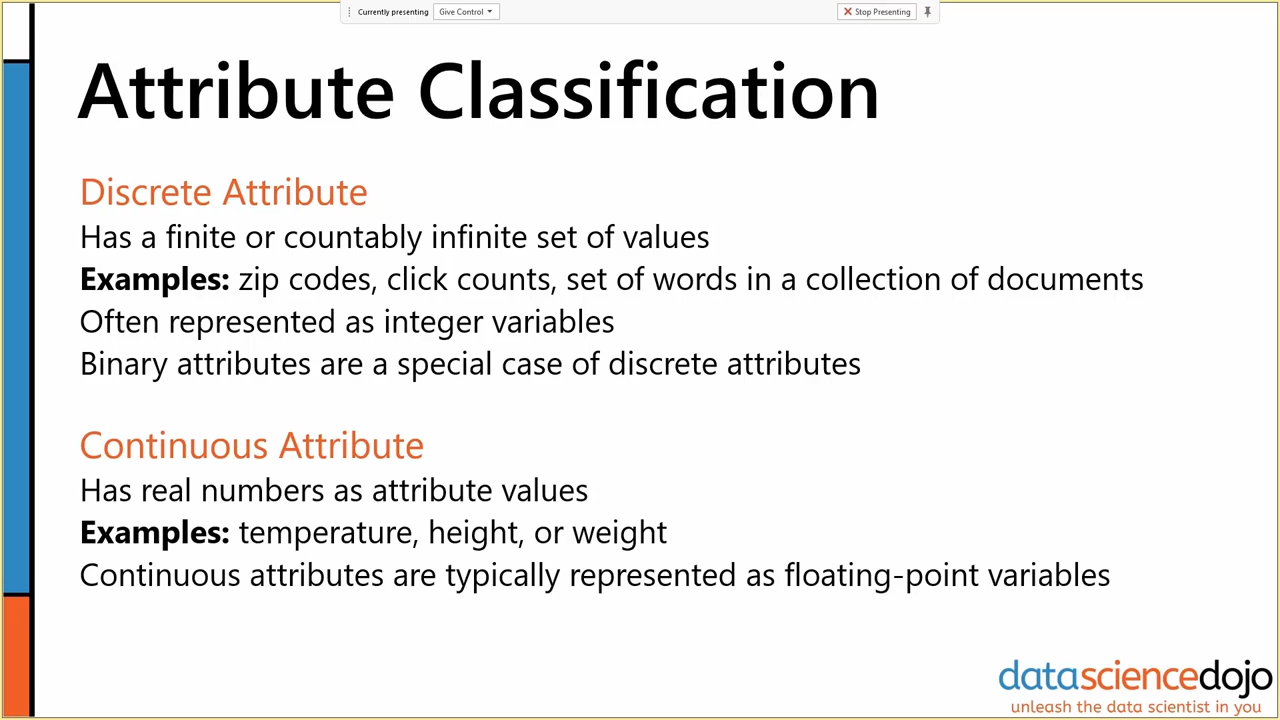 Currently presenting Give Control Stop Presenting
Attribute Classification
Discrete Attribute
Has a finite or countably infinite set of values
Examples: zip codes, click counts, set of words in a collection of documents
Often represented as integer variables
Binary attributes are a special case of discrete attributes
Continuous Attribute
Has real numbers as attribute values
Examples: temperature, height, or weight
Continuous attributes are typically represented as floating-point variables
datasciencedojo
unleash the data scientist in you